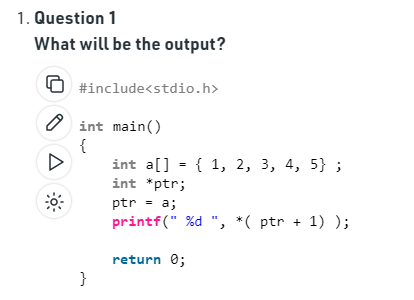 1. Question 1
What will be the output?
#include<stdio.h>
int main()
{
int a[] = { 1, 2, 3, 4, 5} ;
int *ptr;
ptr = a;
printf(" %d ", *( ptr + 1) );
return 0;
}